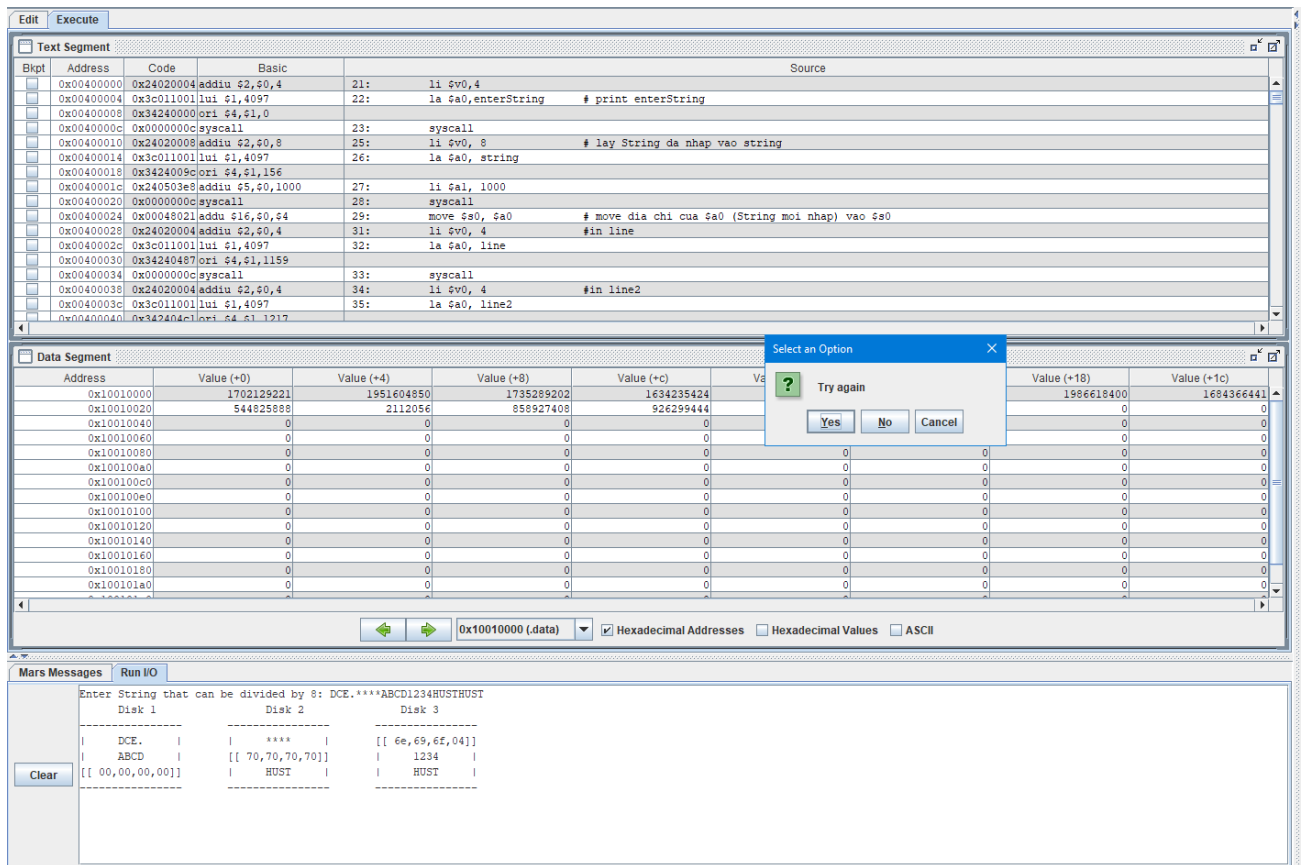 Edit Execute
Text Segment
Bkpt Address Code Basic Source
0x00400000 0x24020004 addiu $2,$0,4 21: li $v0,4
0x00400004 0x3c011001 lui $1,4097 22: la $a0,enterString # print enterString
0x00400008 0x34240000 ori $4,$1,0
0x0040000c 0x0000000c syscall 23: syscall
0x00400010 0x24020008 addiu $2,$0,8 25: li $v0, 8 # lay String da nhap vao string
0x00400014 0x3c011001 lui $1,4097 26: la $a0, string
0x00400018 0x3424009c ori $4,$1,156
0x0040001c 0x240503e8 addiu $5,$0,1000 27: li $a1, 1000
0x00400020 0x0000000c syscall 28: syscall
0x00400024 0x00048021 addu $16,$0,$4 29: move $s0, $a0 # move dia chi cua $a0 (String moi nhap) vao $s0
0x00400028 0x24020004 addiu $2,$0,4 31: li $v0, 4 #in line
0x0040002c 0x3c011001 lui $1,4097 32: la $a0, line
0x00400030 0x34240487 ori $4,$1,1159
0x00400034 0x0000000c syscall 33: syscall
0x00400038 0x24020004 addiu $2,$0,4 34: li $v0, 4 #in line2
0x0040003c 0x3c011001 lui $1,4097 35: la $a0, line2
0x00400040 0x342404c1 ori $4,$1,1217
Data Segment
Address Value (+0) Value (+4) Value (+8) Value (+c) Va Value (+18) Value (+1c)
0x10010000 1702129221 1951604850 1735289202 1634235424 1986618400 1684366441
0x10010020 544825888 2112056 858927408 926299444 0 0
0x10010040 0 0 0 0 0 0
0x10010060 0 0 0 0 0 0
0x10010080 0 0 0 0 0 0 0 0
0x100100a0 0 0 0 0 0 0 0 0
0x100100c0 0 0 0 0 0 0 0 0
0x100100e0 0 0 0 0 0 0 0 0
0x10010100 0 0 0 0 0 0 0 0
0x10010120 0 0 0 0 0 0 0 0
0x10010140 0 0 0 0 0 0 0 0
0x10010160 0 0 0 0 0 0 0 0
0x10010180 0 0 0 0 0 0 0 0
0x100101a0 0 0 0 0 0 0 0 0
Select an Option
? Try again
Yes No Cancel
0x10010000 (.data) Hexadecimal Addresses Hexadecimal Values ASCII
Mars Messages Run I/O
Clear
Enter String that can be divided by 8: DCE.****ABCD1234HUSTHUST
Disk 1 Disk 2 Disk 3
---------------- ---------------- ----------------
| DCE. | | **** | [[ 6e,69,6f,04]]
| ABCD | [[ 70,70,70,70]] | 1234 |
[[ 00,00,00,00]] | HUST | | HUST |
---------------- ---------------- ----------------